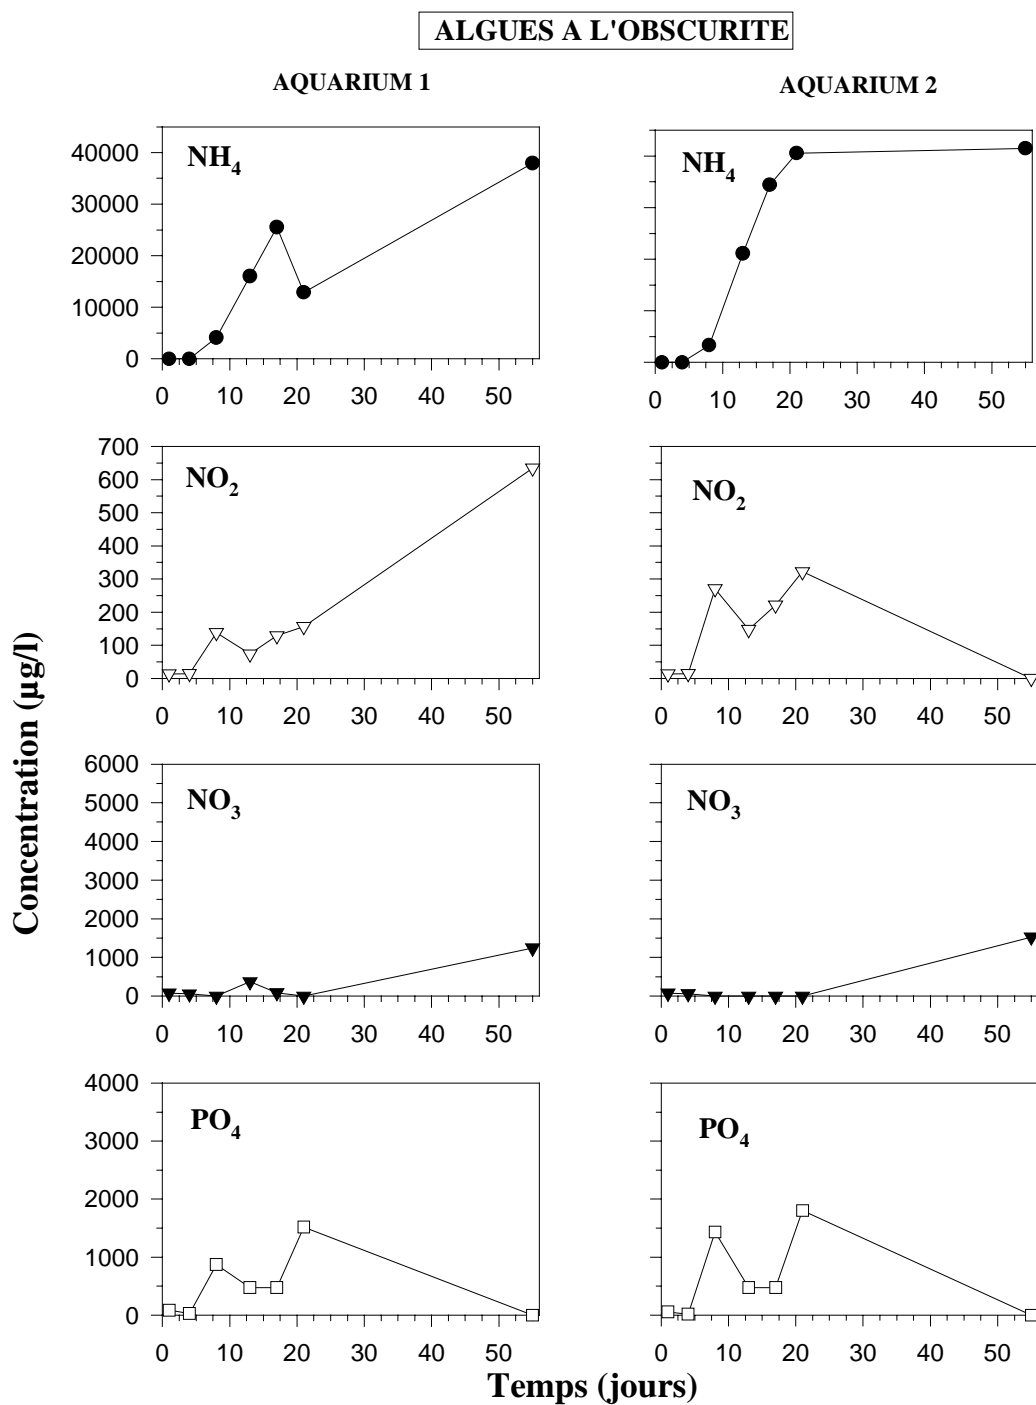 ALGUES A L'OBSCURITE
AQUARIUM 1
AQUARIUM 2
NH4
40000
30000
20000
10000
0
0 10 20 30 40 50
NH4
0 10 20 30 40 50
NO2
700
600
500
400
300
200
100
0
0 10 20 30 40 50
NO2
0 10 20 30 40 50
Concentration (µg/l)
NO3
6000
5000
4000
3000
2000
1000
0
0 10 20 30 40 50
NO3
0 10 20 30 40 50
PO4
4000
3000
2000
1000
0
0 10 20 30 40 50
PO4
0 10 20 30 40 50
Temps (jours)